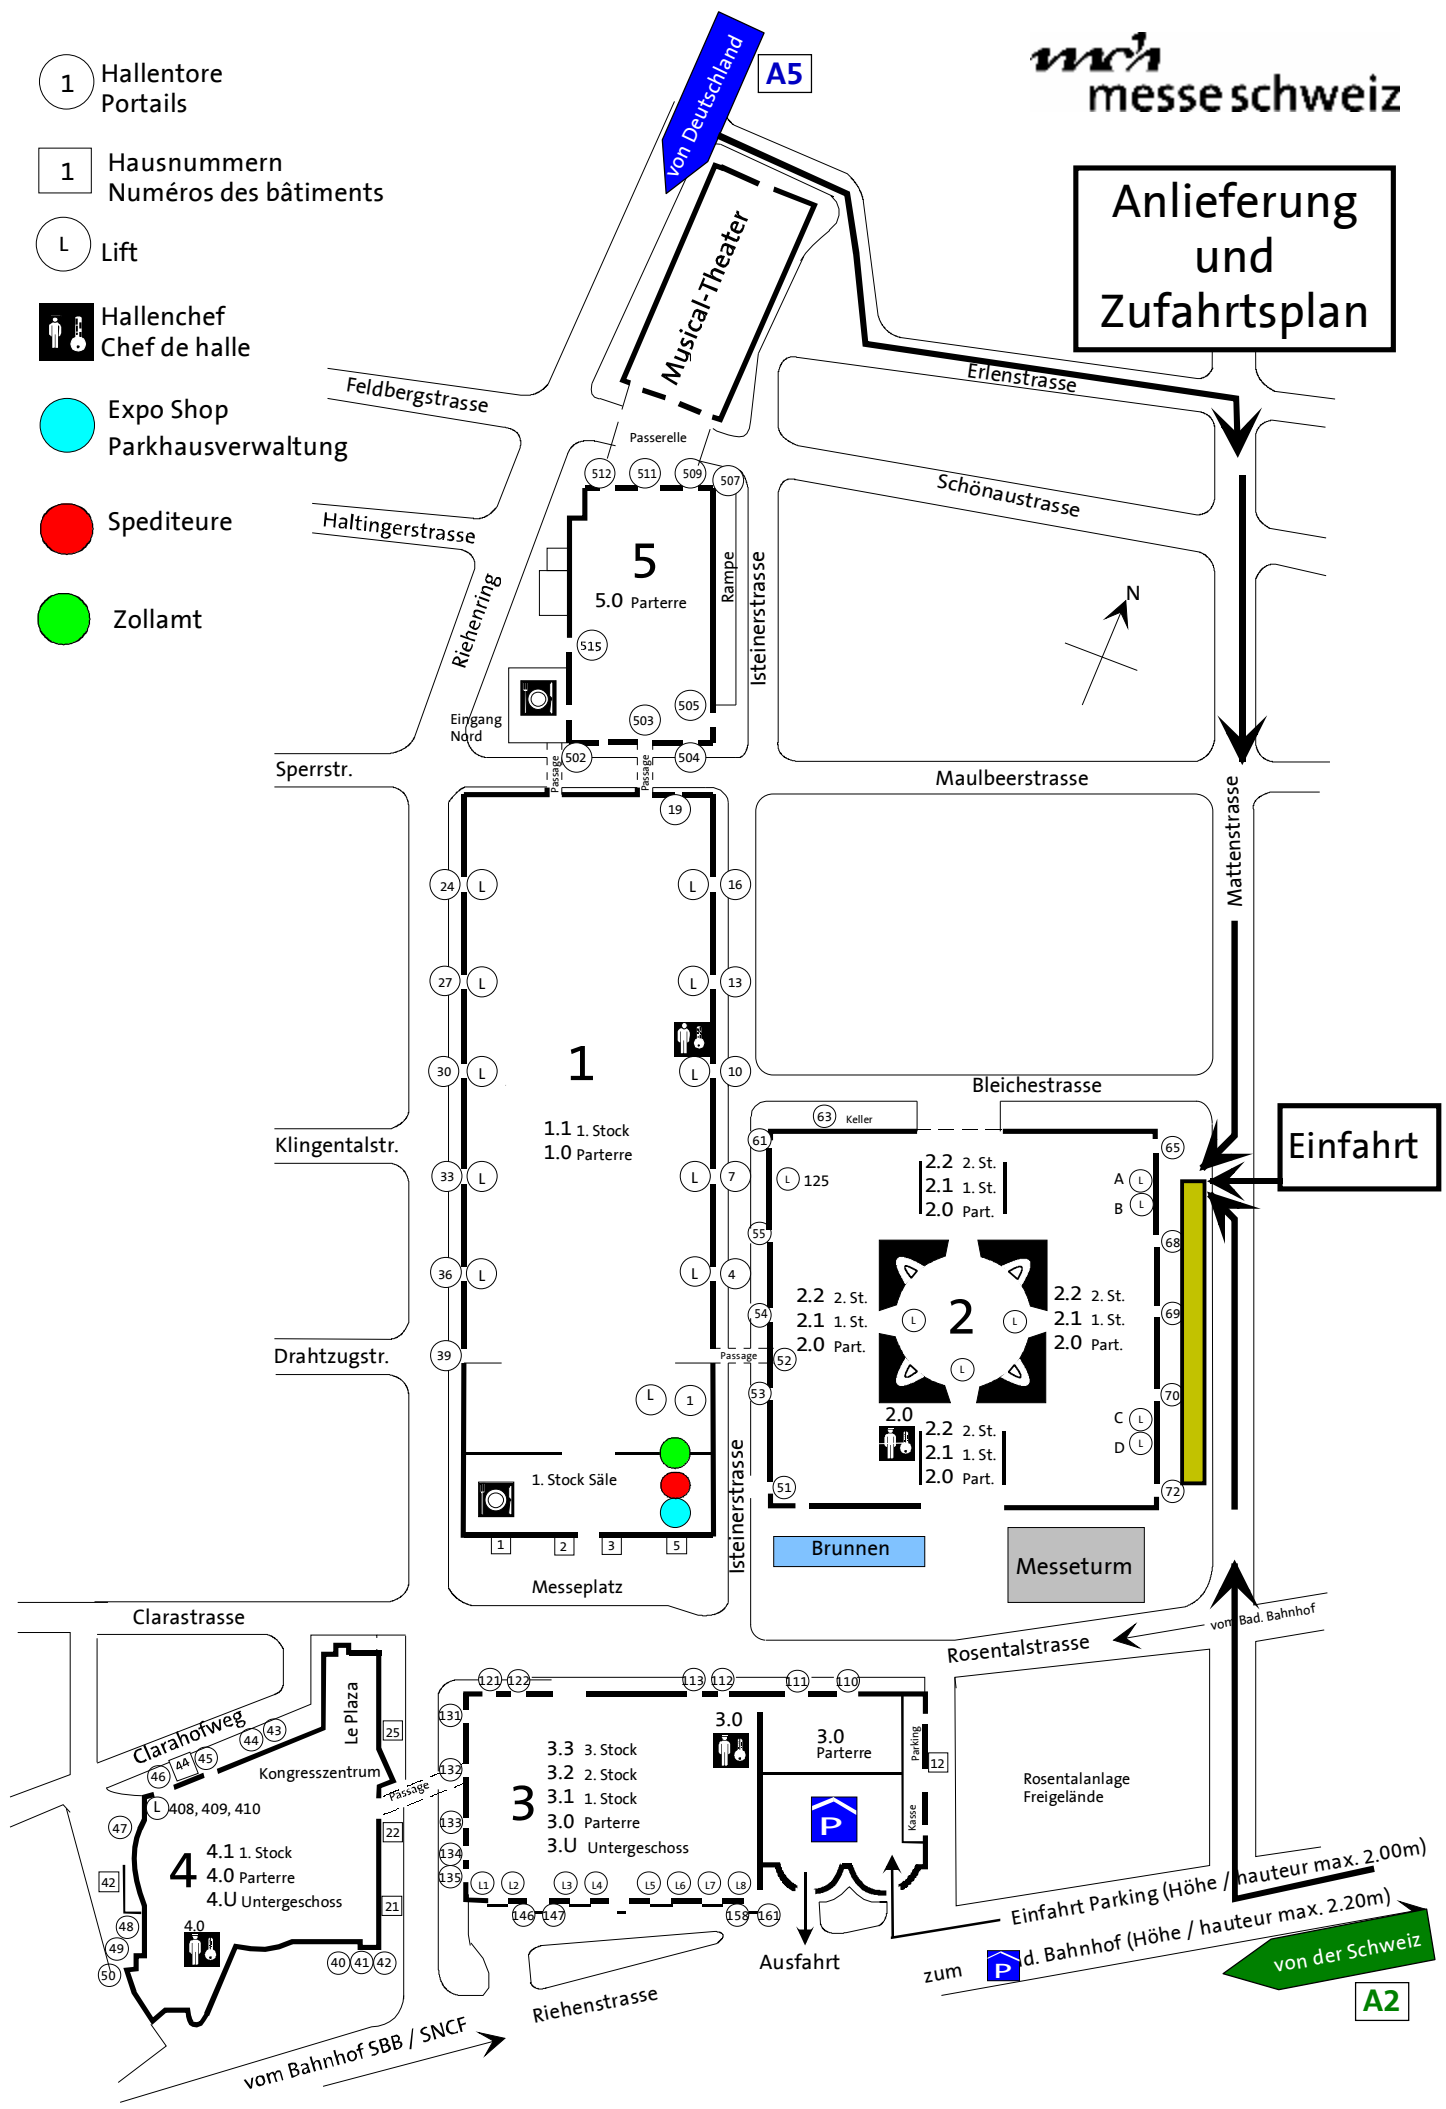 1
Hallentore
Portails
1
Hausnummern
Numéros des bâtiments
L
Lift
Hallenchef
Chef de halle
Expo Shop
Parkhausverwaltung
Spediteure
Zollamt
von Deutschland
A5
mch
messe schweiz
Anlieferung
und
Zufahrtsplan
Musical-Theater
Feldbergstrasse
Erlenstrasse
Passerelle
512
511
509
507
Schönaustrasse
Haltingerstrasse
5
5.0 Parterre
Rampe
Isteinerstrasse
Riehenring
515
N
505
503
Eingang
Nord
502
504
Passage
Passage
Sperrstr.
Maulbeerstrasse
Mattenstrasse
19
24
L
L
16
27
L
L
13
30
L
1
L
10
Bleichestrasse
1.1 1. Stock
1.0 Parterre
Klingentalstr.
33
L
L
7
36
L
L
4
39
Drahtzugstr.
Passage
L
1
1. Stock Säle
1
2
3
5
Messeplatz
Isteinerstrasse
63
Keller
61
65
Einfahrt
L
125
2.2 2. St.
2.1 1. St.
2.0 Part.
A
L
B
L
55
68
2.2 2. St.
2.1 1. St.
2.0 Part.
2
L
L
L
2.2 2. St.
2.1 1. St.
2.0 Part.
54
69
52
53
70
2.0
2.2 2. St.
2.1 1. St.
2.0 Part.
C
L
D
L
51
72
Brunnen
Messeturm
Clarastrasse
vom Bad. Bahnhof
Rosentalstrasse
121
122
113
112
111
110
131
Le Plaza
25
Clarahofweg
43
44
45
44
46
Kongresszentrum
Passage
132
3.0
3.0
Parterre
Parking
12
3
3.3 3. Stock
3.2 2. Stock
3.1 1. Stock
3.0 Parterre
3.U Untergeschoss
P
Kasse
Rosentalanlage
Freigelände
L
408, 409, 410
47
22
133
134
135
4
4.1 1. Stock
4.0 Parterre
4.U Untergeschoss
42
21
48
4.0
49
50
40
41
42
L1
L2
L3
L4
L5
L6
L7
L8
146
147
158
161
Ausfahrt
Einfahrt Parking (Höhe / hauteur max. 2.00m)
zum
P
d. Bahnhof (Höhe / hauteur max. 2.20m)
von der Schweiz
A2
Riehenstrasse
vom Bahnhof SBB / SNCF